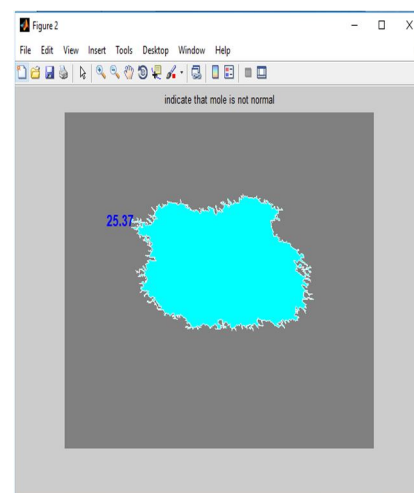 Figure 2
File Edit View Insert Tools Desktop Window Help
indicate that mole is not normal
25.37